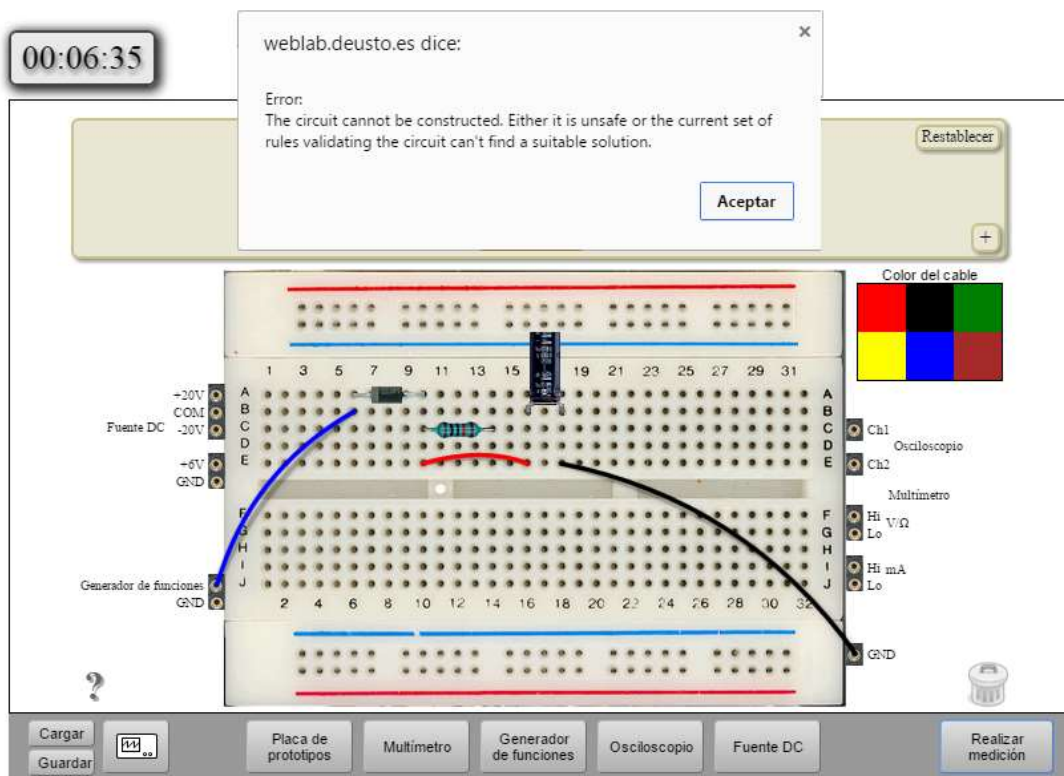 00:06:35
weblab.deusto.es dice:
×
Error:
The circuit cannot be constructed. Either it is unsafe or the current set of
rules validating the circuit can't find a suitable solution.
Aceptar
Restablecer
+
Color del cable
1 3 5 7 9 11 13 15 19 21 23 25 27 29 31
+20V
COM
Fuente DC -20V
+6V
GND
A A
B B
C C
D D
E E
Ch1
Osciloscopio
Ch2
Multímetro
Hi V/Ω
Lo
Hi mA
Lo
F F
G G
H H
I I
J J
Generador de funciones
GND
2 4 6 8 10 12 14 16 18 20 22 24 26 28 30 32
GND
?
Cargar
Guardar
Placa de
prototipos
Multímetro
Generador
de funciones
Osciloscopio
Fuente DC
Realizar
medición